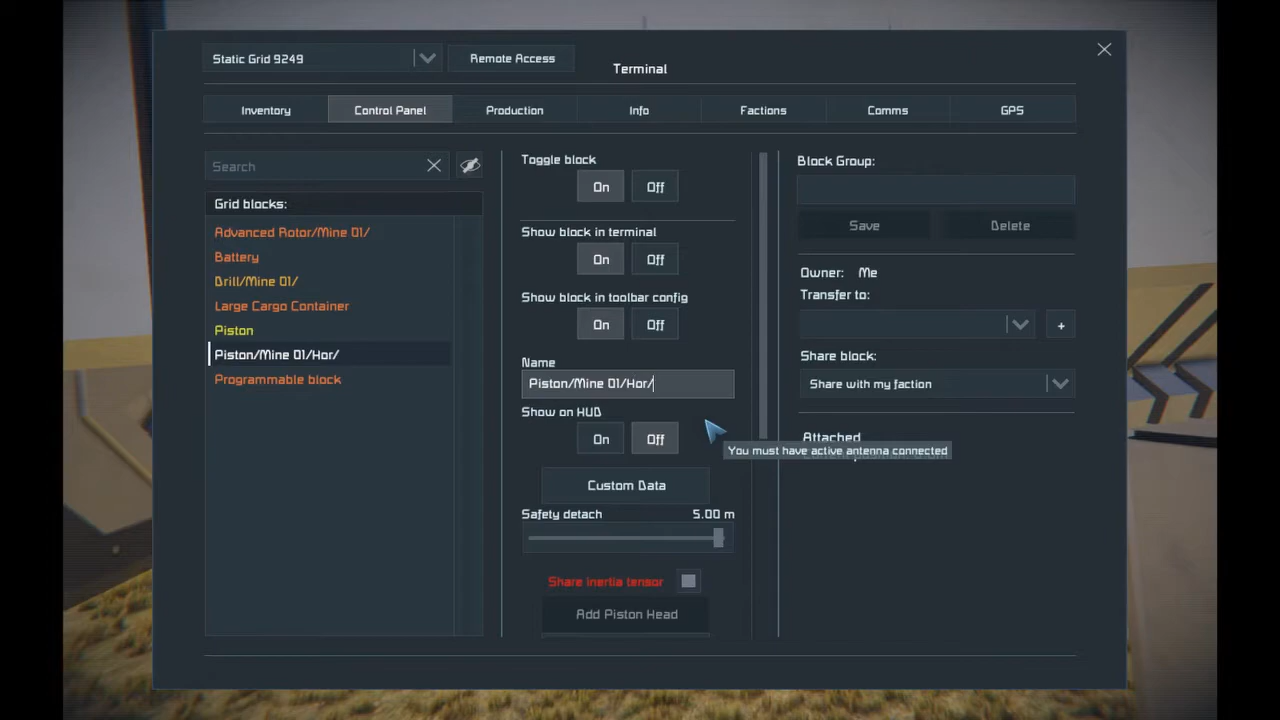 Static Grid 9249
Remote Access
Terminal
Inventory
Control Panel
Production
Info
Factions
Comms
GPS
Search
Grid blocks:
Advanced Rotor/Mine 01/
Battery
Drill/Mine 01/
Large Cargo Container
Piston
Piston/Mine 01/Hor/
Programmable block
Toggle block
On Off
Show block in terminal
On Off
Show block in toolbar config
On Off
Name
Piston/Mine 01/Hor/
Show on HUD
On Off
Custom Data
Safety detach 5.00 m
Share inertia tensor
Add Piston Head
Block Group:
Save Delete
Owner: Me
Transfer to:
+
Share block:
Share with my faction
Attached
You must have active antenna connected